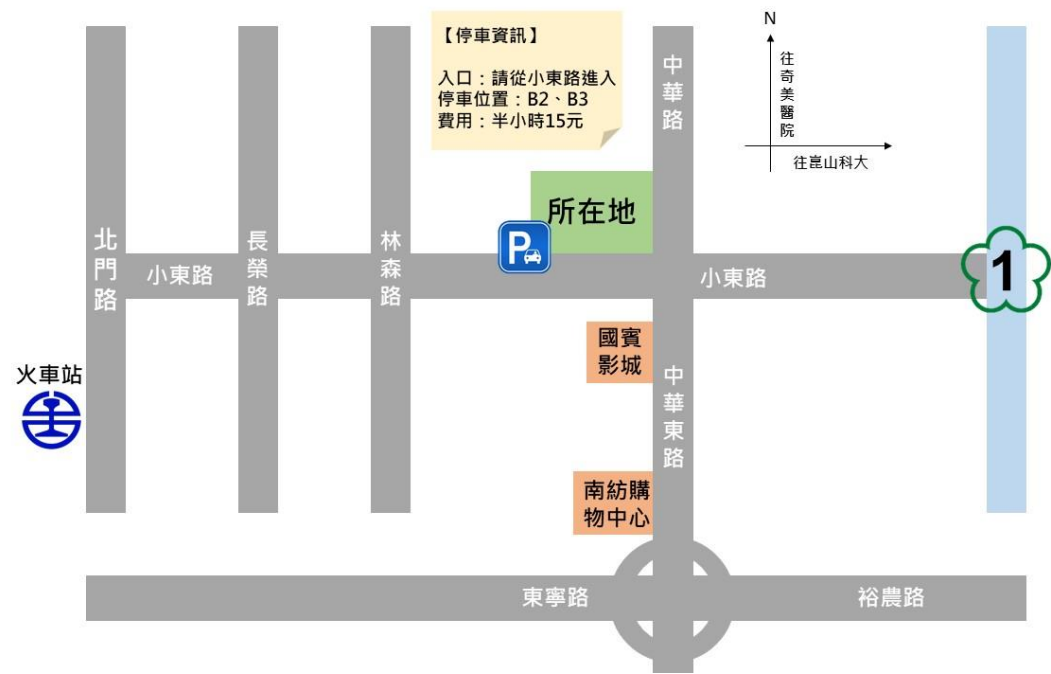 【停車資訊】
入口：請從小東路進入
停車位置：B2、B3
費用：半小時15元
N
往奇美醫院
往崑山科大
中華路
所在地
P
北門路
小東路
長榮路
林森路
小東路
1
國賓
影城
火車站
中華東路
南紡購
物中心
東寧路
裕農路